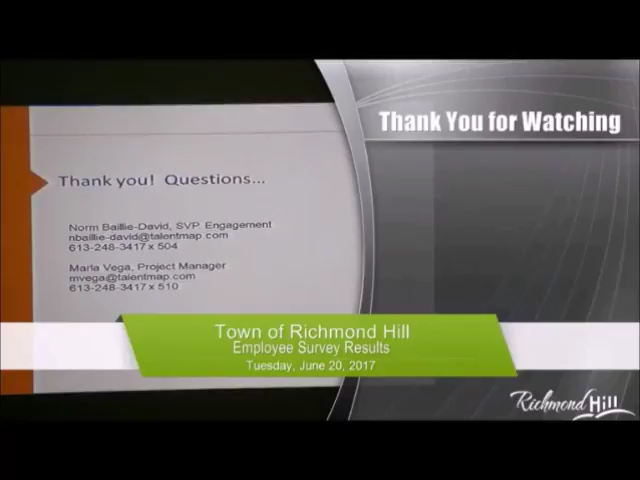 Thank You for Watching
Thank you! Questions...
Norm Baillie-David, SVP. Engagement
nbaillie-david@talentmap.com
613-248-3417 x 504
Marla Vega, Project Manager
mvega@talentmap.com
613-248-3417 x 510
Town of Richmond Hill
Employee Survey Results
Tuesday, June 20, 2017
Richmond Hill